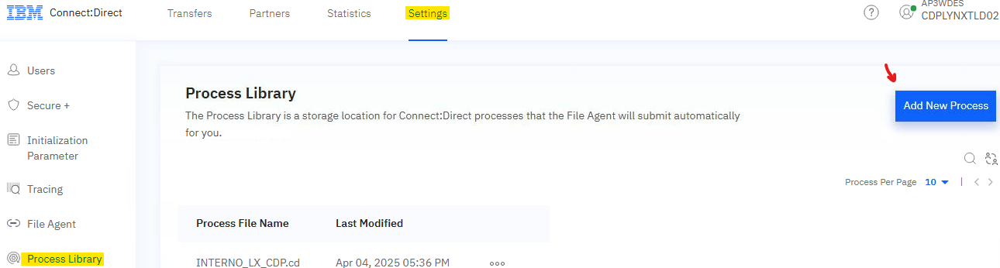 IBM Connect:Direct
Transfers
Partners
Statistics
Settings
AP3WDES
CDPLYNXTLD02
Users
Secure +
Initialization
Parameter
Tracing
File Agent
Process Library
Process Library
The Process Library is a storage location for Connect:Direct processes that the File Agent will submit automatically
for you.
Add New Process
Process Per Page 10
Process File Name Last Modified
INTERNO_LX_CDP.cd Apr 04, 2025 05:36 PM